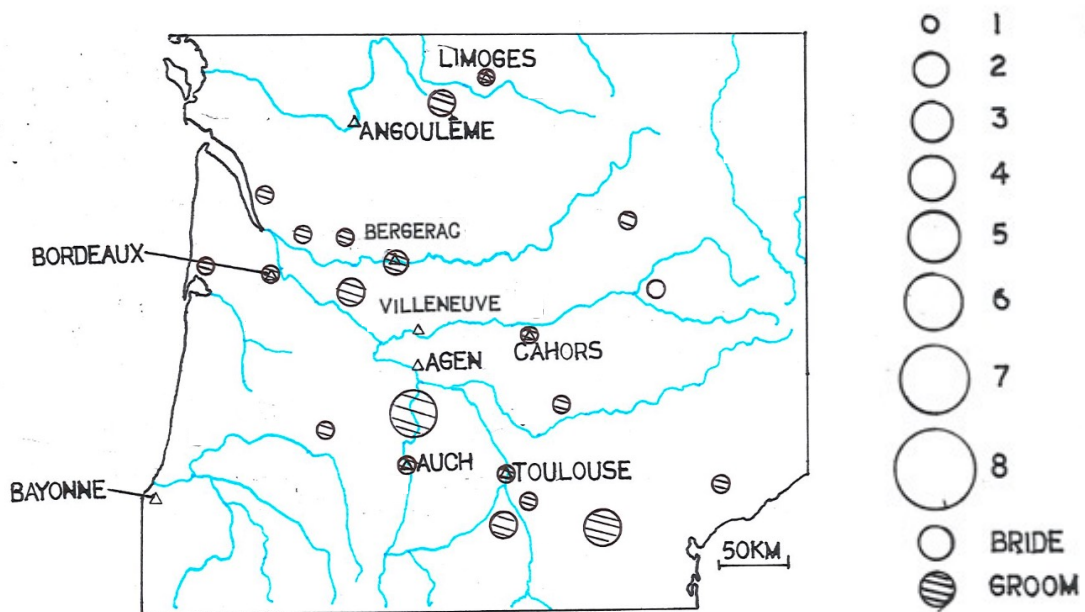 LIMOGES
ANGOULÊME
BERGERAC
BORDEAUX
VILLENEUVE
CAHORS
AGEN
AUCH
TOULOUSE
BAYONNE
50KM
1
2
3
4
5
6
7
8
BRIDE
GROOM